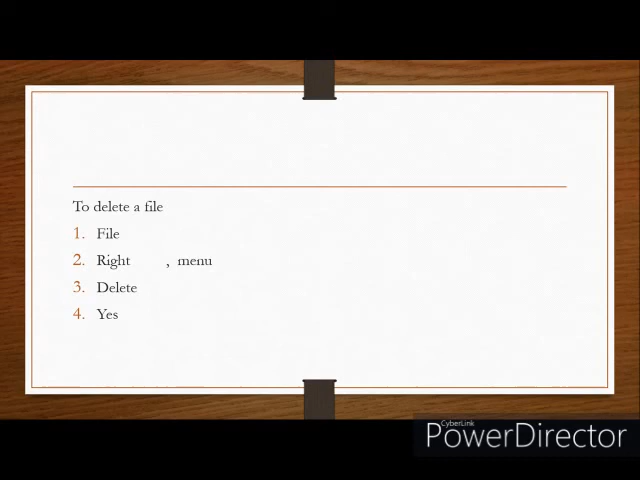 To delete a file
1. File
2. Right , menu
3. Delete
4. Yes
CyberLink
PowerDirector